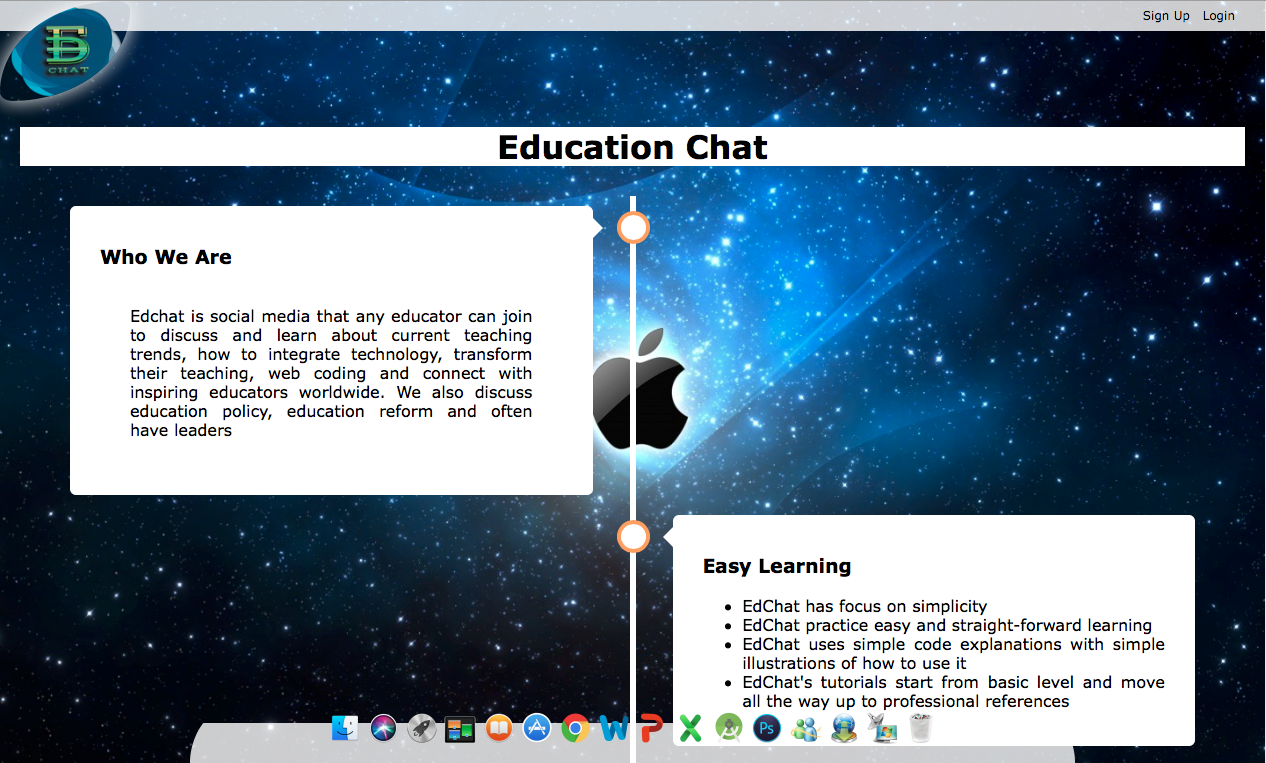 Sign Up Login
CHAT
Education Chat
Who We Are
Edchat is social media that any educator can join
to discuss and learn about current teaching
trends, how to integrate technology, transform
their teaching, web coding and connect with
inspiring educators worldwide. We also discuss
education policy, education reform and often
have leaders
Easy Learning
EdChat has focus on simplicity
EdChat practice easy and straight-forward learning
EdChat uses simple code explanations with simple
illustrations of how to use it
EdChat's tutorials start from basic level and move
all the way up to professional references
Ps